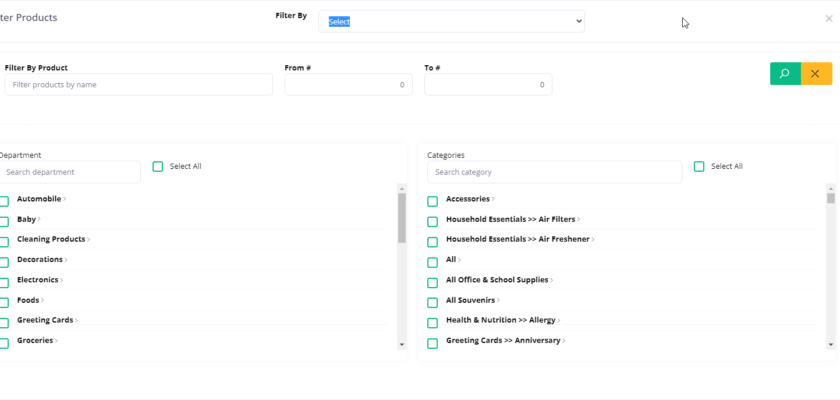 ter Products
Filter By
Select
Filter By Product
From #
To #
Filter products by name
0
0
Department
Search department
Select All
Automobile
Baby
Cleaning Products
Decorations
Electronics
Foods
Greeting Cards
Groceries
Categories
Search category
Select All
Accessories
Household Essentials >> Air Filters
Household Essentials >> Air Freshener
All
All Office & School Supplies
All Souvenirs
Health & Nutrition >> Allergy
Greeting Cards >> Anniversary